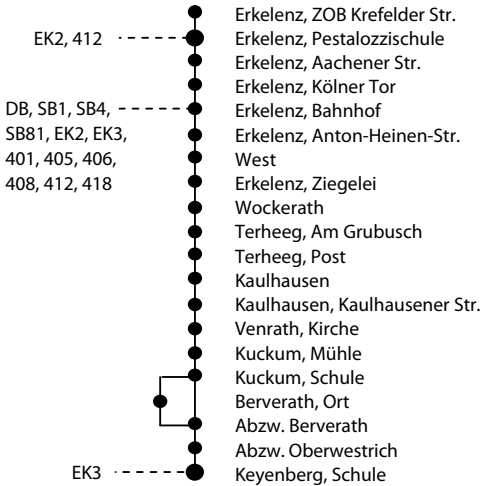 Erkelenz, ZOB Krefelder Str.
EK2, 412
Erkelenz, Pestalozzischule
Erkelenz, Aachener Str.
Erkelenz, Kölner Tor
DB, SB1, SB4,
SB81, EK2, EK3,
401, 405, 406,
408, 412, 418
Erkelenz, Bahnhof
Erkelenz, Anton-Heinen-Str.
West
Erkelenz, Ziegelei
Wockerath
Terheeg, Am Grubusch
Terheeg, Post
Kaulhausen
Kaulhausen, Kaulhausener Str.
Venrath, Kirche
Kuckum, Mühle
Kuckum, Schule
Berverath, Ort
Abzw. Berverath
Abzw. Oberwestrich
EK3
Keyenberg, Schule